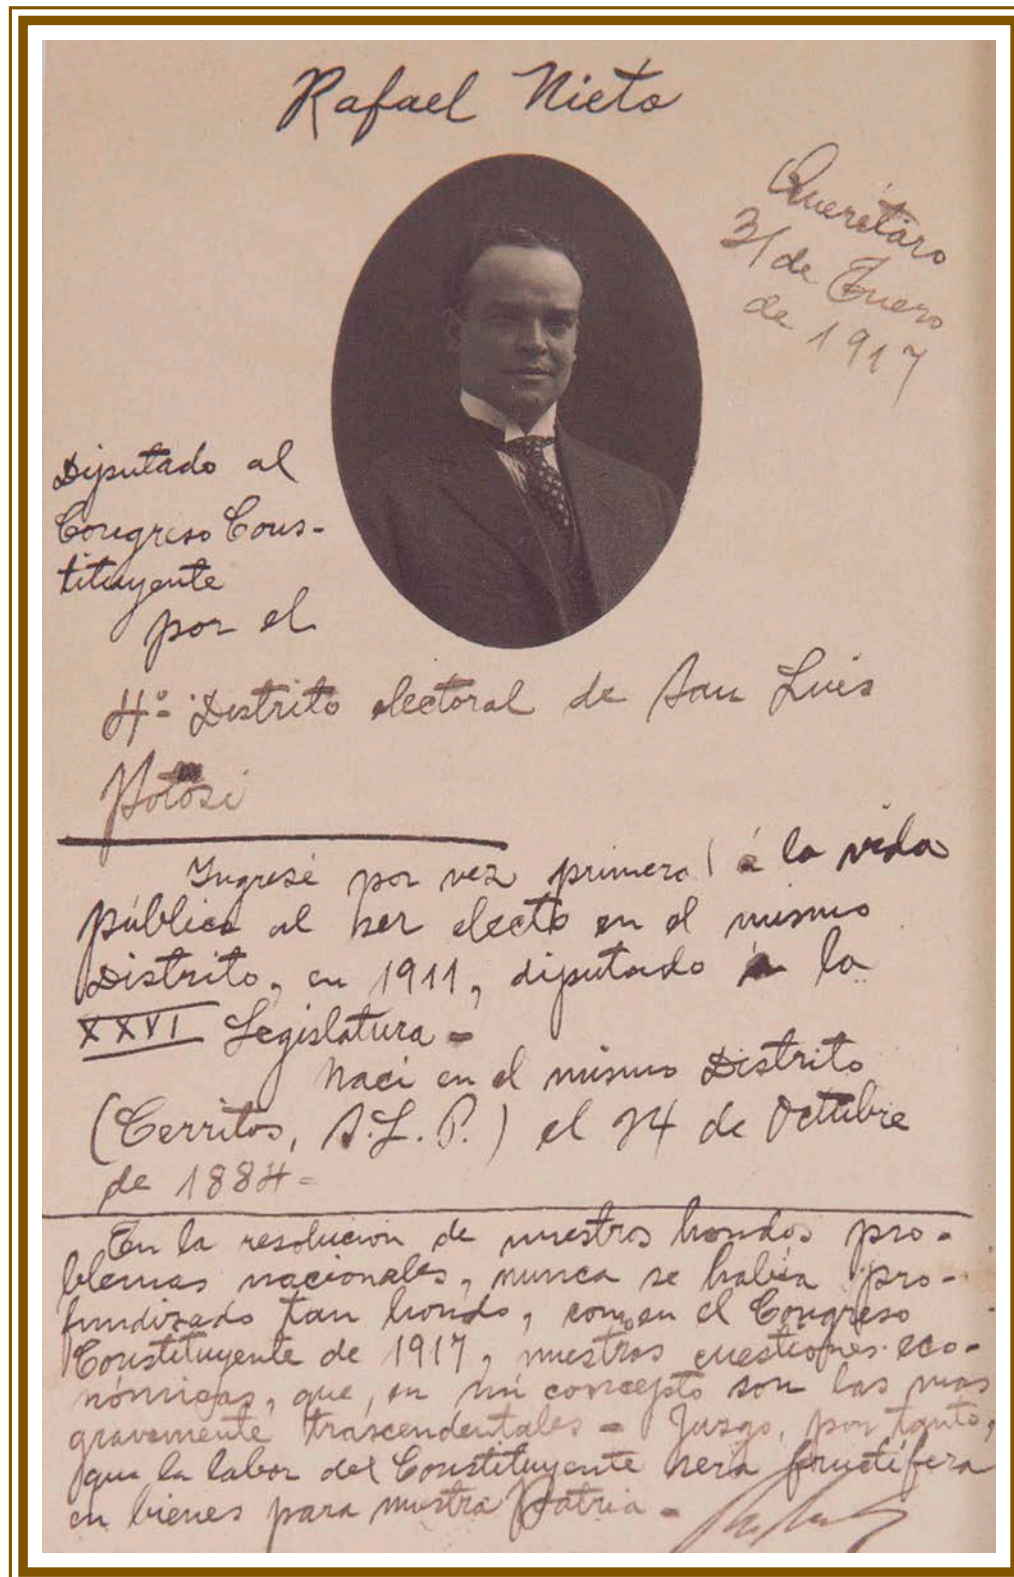 Rafael Nieto
Querétaro
31 de Enero
de 1917
Diputado al
Congreso Cons-
tituyente
por el
4º Distrito electoral de San Luis
Potosí
Ingresé por vez primera á la vida
pública al ser electo en el mismo
Distrito, en 1911, diputado á la
XXVI Legislatura -
Nací en el mismo Distrito
(Cerritos, S.L.P.) el 24 de Octubre
de 1884 -
En la resolución de nuestros hondos pro-
blemas nacionales, nunca se había pro-
fundizado tan hondo, como en el Congreso
Constituyente de 1917, nuestras cuestiones eco-
nómicas, que, en mi concepto son las mas
gravemente trascendentales - Juzgo, por tanto,
que la labor del Constituyente será fructífera
en bienes para nuestra Patria -